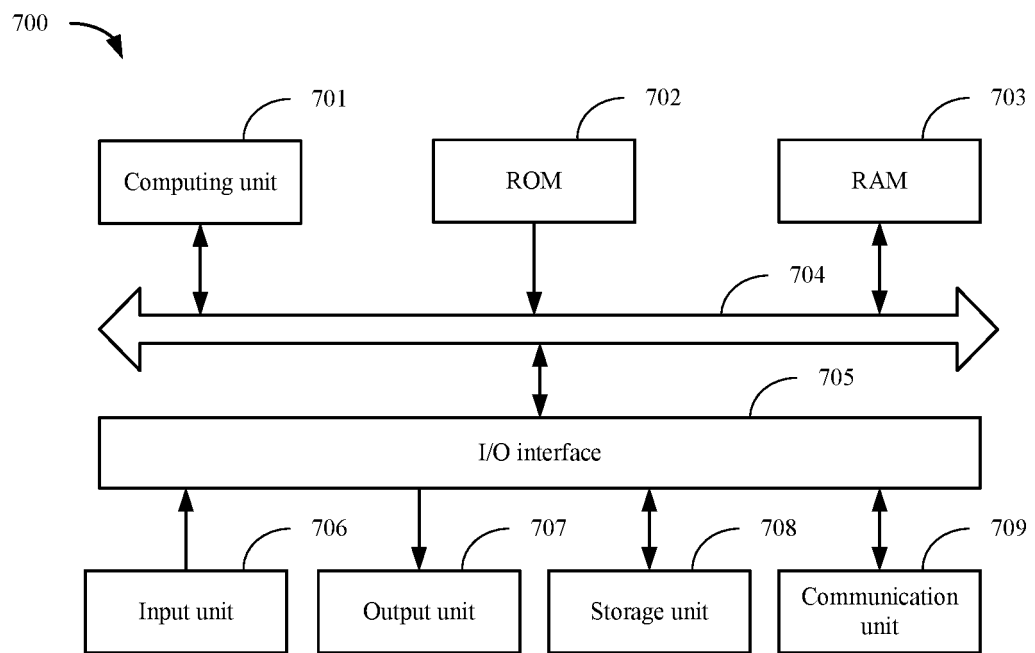 700
701
702
703
Computing unit
ROM
RAM
704
705
I/O interface
706
707
708
709
Input unit
Output unit
Storage unit
Communication
unit